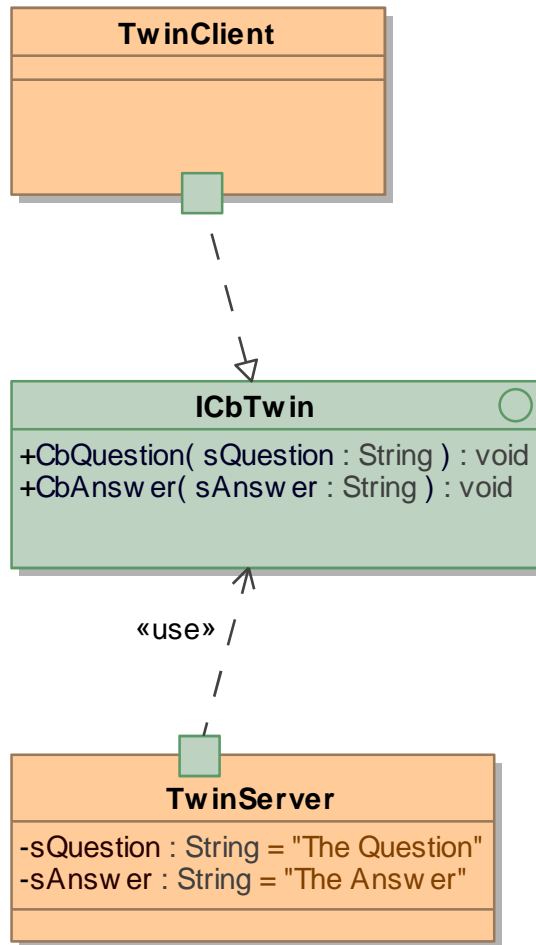 TwinClient
ICbTwin
+CbQuestion( sQuestion : String ) : void
+CbAnswer( sAnswer : String ) : void
«use»
TwinServer
-sQuestion : String = "The Question"
-sAnswer : String = "The Answer"